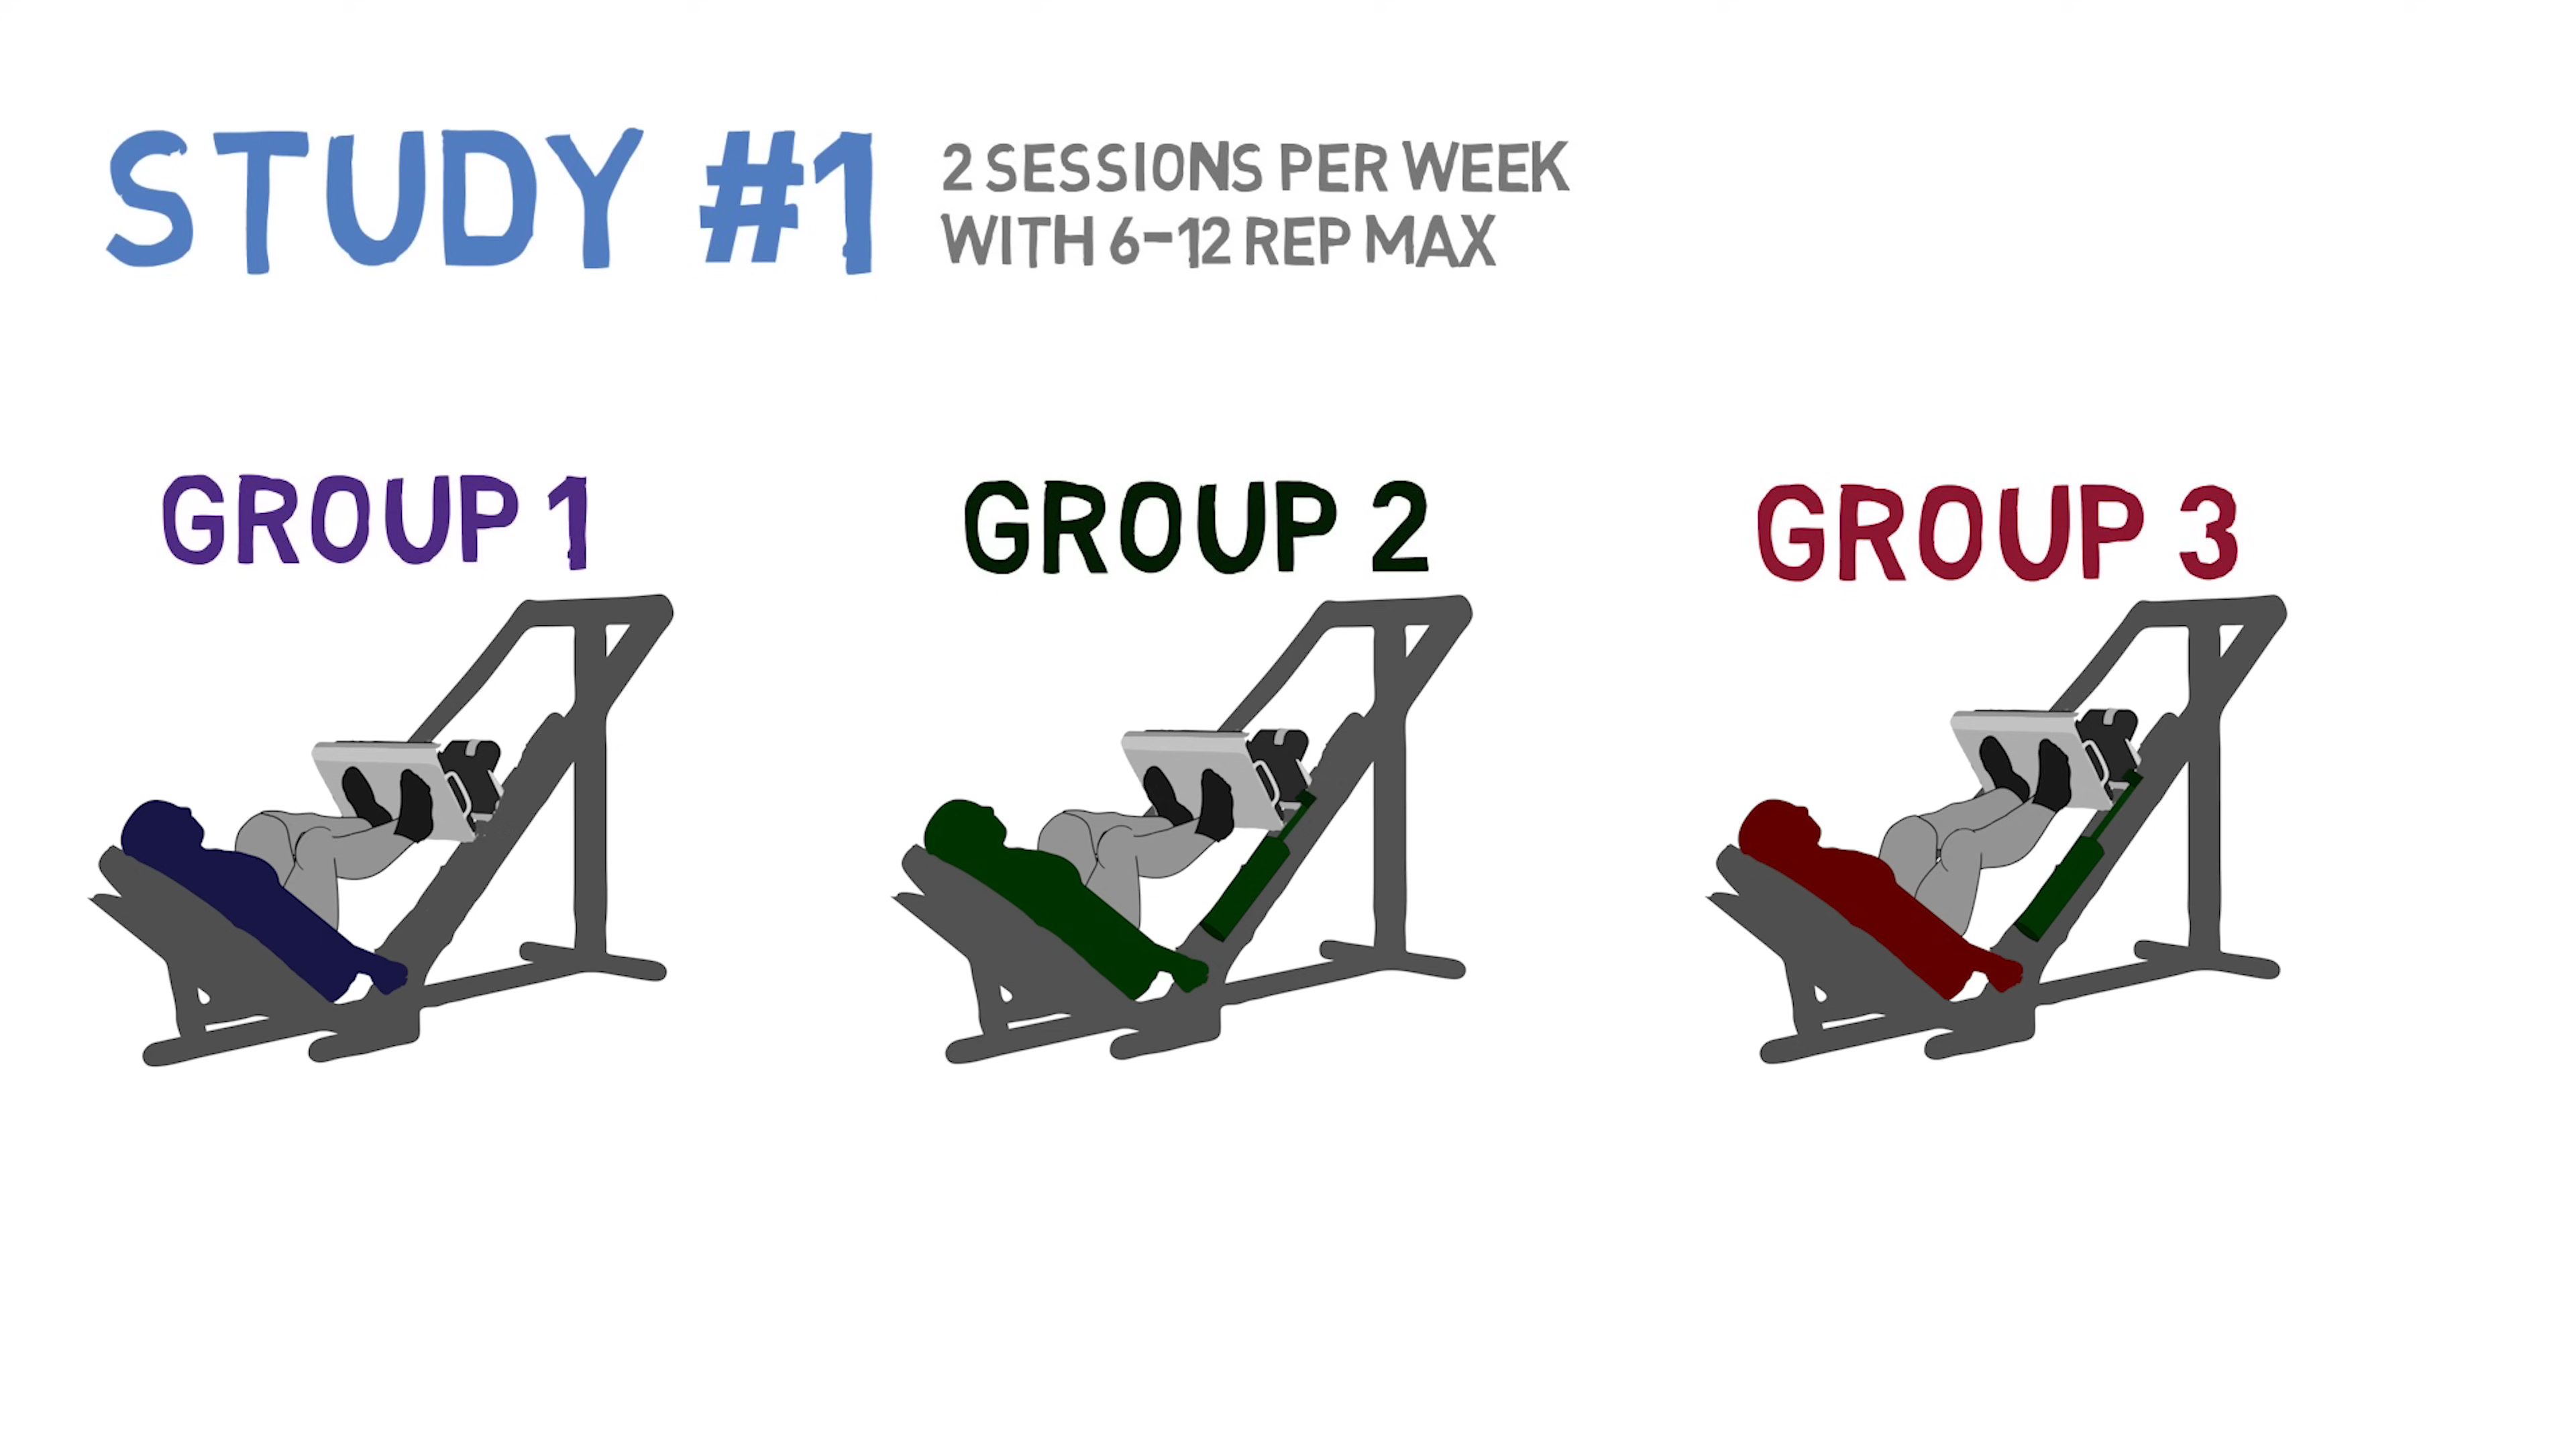 STUDY #1
2 SESSIONS PER WEEK
WITH 6-12 REP MAX
GROUP 1
GROUP 2
GROUP 3